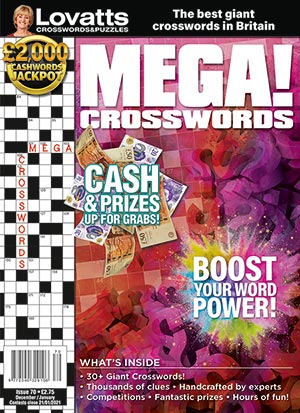 Lovatts
CROSSWORDS&PUZZLES
The best giant
crosswords in Britain
£2,000
CASHWORDS
JACKPOT
MEGA!
CROSSWORDS
MEGA
CROSSWORDS
CASH
& PRIZES
UP FOR GRABS!
BOOST
YOUR WORD
POWER!
WHAT'S INSIDE
• 30+ Giant Crosswords!
• Thousands of clues • Handcrafted by experts
• Competitions • Fantastic prizes • Hours of fun!
Issue 70 • £2.75
December / January
Contests close 21/01/2021